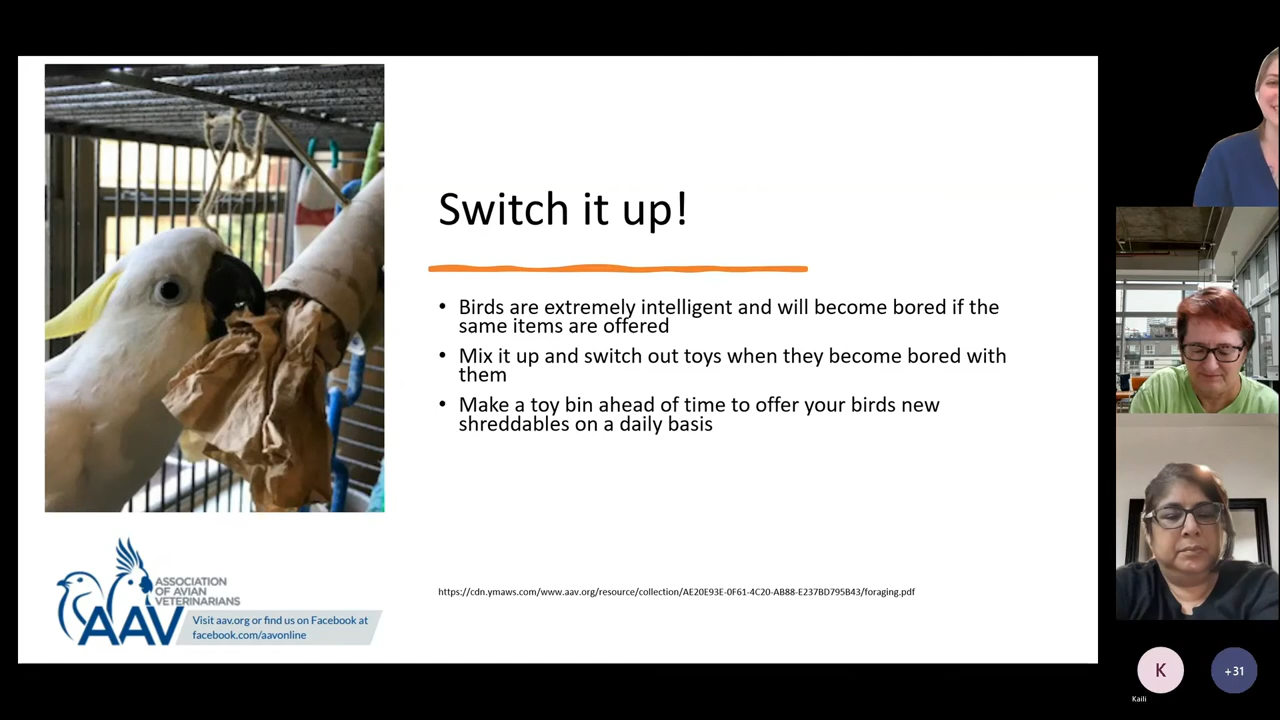 Switch it up!
• Birds are extremely intelligent and will become bored if the
same items are offered
• Mix it up and switch out toys when they become bored with
them
• Make a toy bin ahead of time to offer your birds new
shreddables on a daily basis
https://cdn.ymaws.com/www.aav.org/resource/collection/AE20E93E-0F61-4C20-AB88-E237BD795B43/foraging.pdf
ASSOCIATION
OF AVIAN
VETERINARIANS
AAV
Visit aav.org or find us on Facebook at
facebook.com/aavonline
K
Kaili
+31